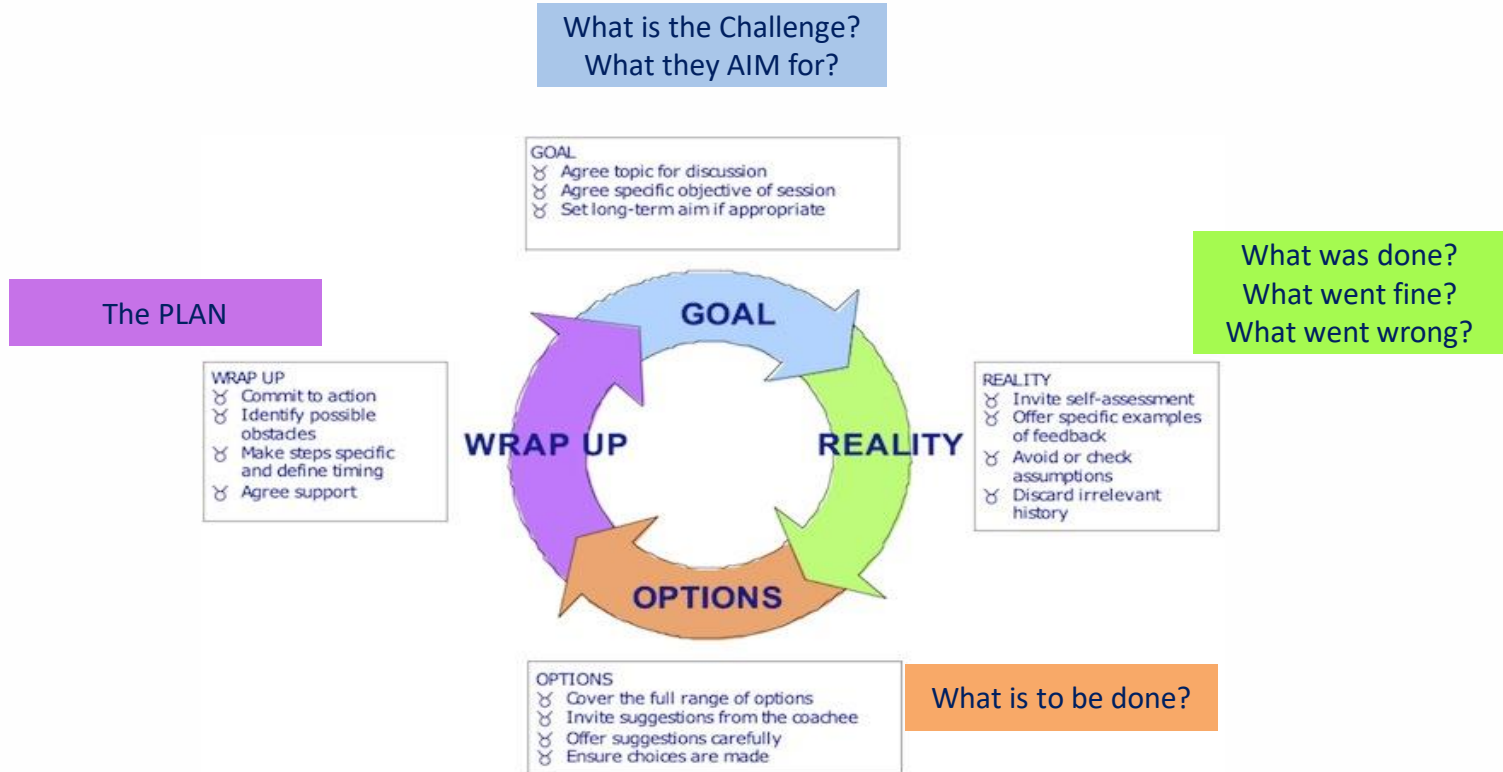 What is the Challenge?
What they AIM for?
GOAL
Agree topic for discussion
Agree specific objective of session
Set long-term aim if appropriate
What was done?
What went fine?
What went wrong?
The PLAN
GOAL
WRAP UP
Commit to action
Identify possible
obstacles
Make steps specific
and define timing
Agree support
WRAP UP
REALITY
REALITY
Invite self-assessment
Offer specific examples
of feedback
Avoid or check
assumptions
Discard irrelevant
history
OPTIONS
OPTIONS
Cover the full range of options
Invite suggestions from the coachee
Offer suggestions carefully
Ensure choices are made
What is to be done?